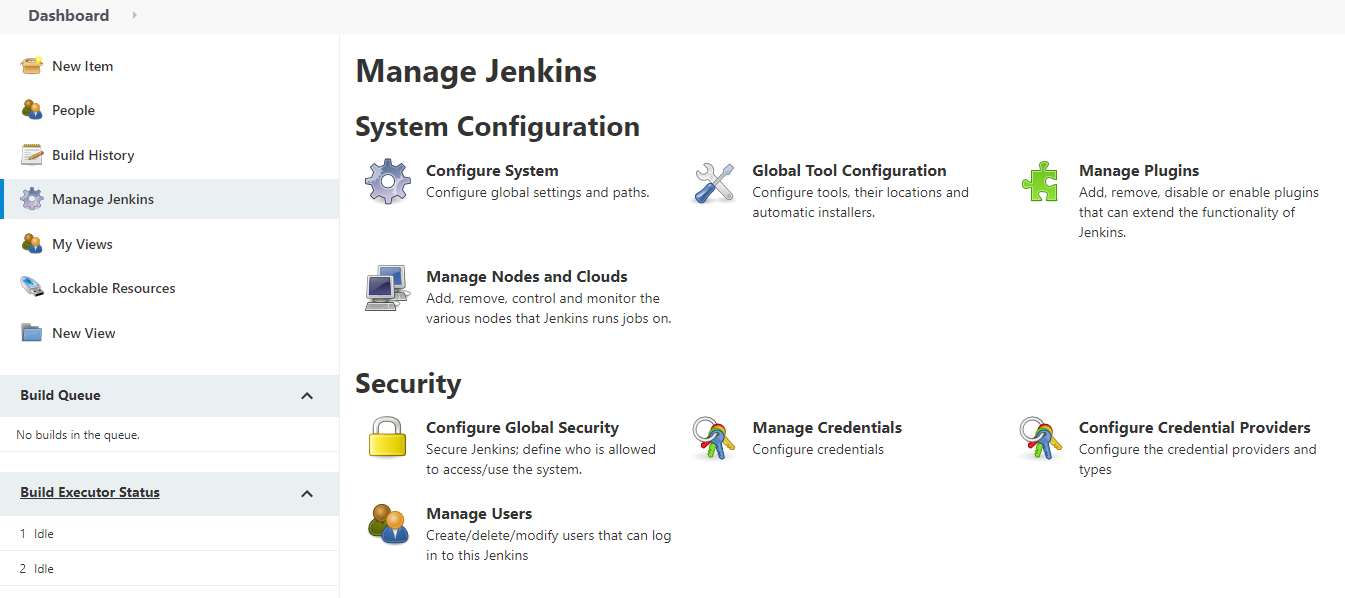 Dashboard
New Item
People
Build History
Manage Jenkins
My Views
Lockable Resources
New View
Build Queue
No builds in the queue.
Build Executor Status
1 Idle
2 Idle
Manage Jenkins
System Configuration
Configure System
Configure global settings and paths.
Global Tool Configuration
Configure tools, their locations and
automatic installers.
Manage Plugins
Add, remove, disable or enable plugins
that can extend the functionality of
Jenkins.
Manage Nodes and Clouds
Add, remove, control and monitor the
various nodes that Jenkins runs jobs on.
Security
Configure Global Security
Secure Jenkins; define who is allowed
to access/use the system.
Manage Credentials
Configure credentials
Configure Credential Providers
Configure the credential providers and
types
Manage Users
Create/delete/modify users that can log
in to this Jenkins